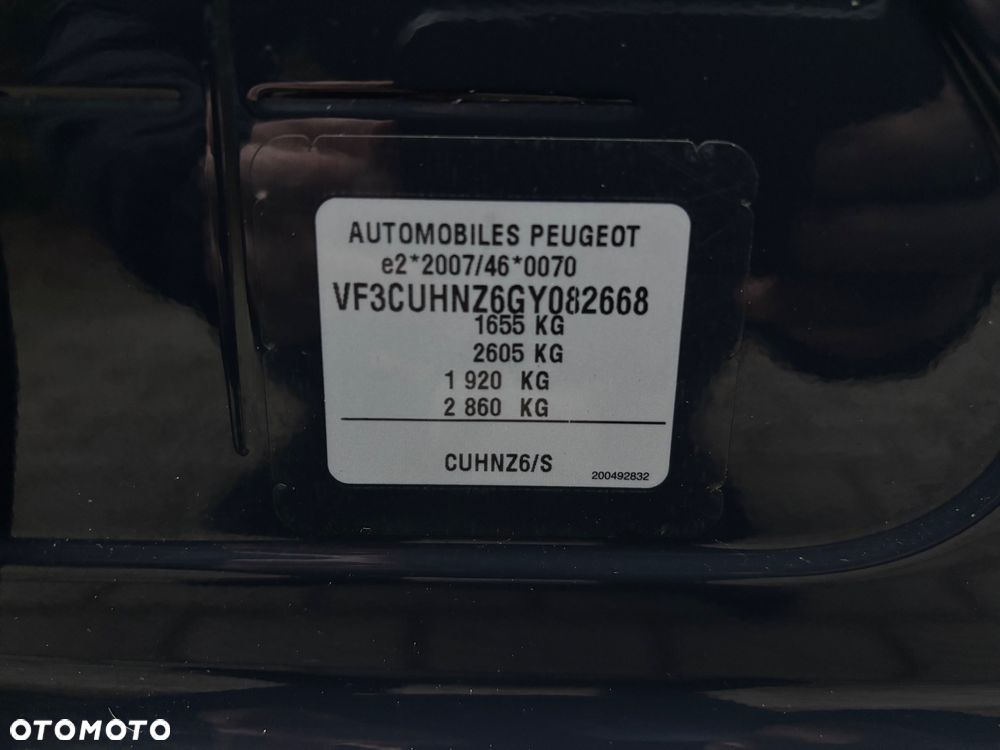 AUTOMOBILES PEUGEOT
e2*2007/46*0070
VF3CUHNZ6GY082668
1655 KG
2605 KG
1 920 KG
2 860 KG
CUHNZ6/S
200492832
OTOMOTO